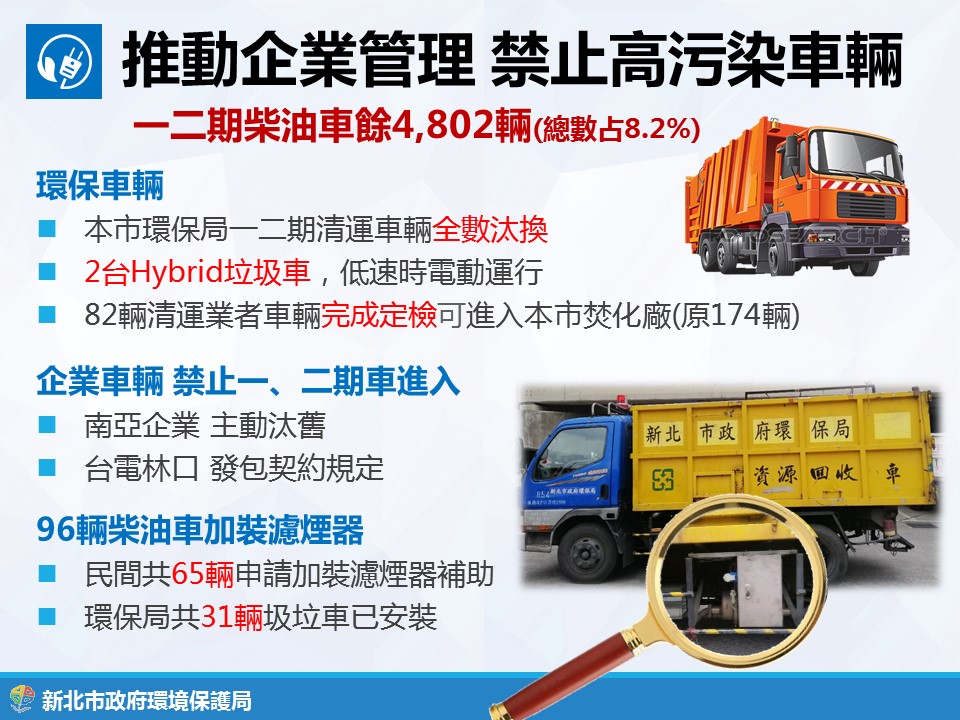 推動企業管理 禁止高污染車輛
一二期柴油車餘4,802輛(總數占8.2%)
環保車輛
本市環保局一二期清運車輛全數汰換
2台Hybrid垃圾車，低速時電動運行
82輛清運業者車輛完成定檢可進入本市焚化廠(原174輛)
企業車輛 禁止一、二期車進入
南亞企業 主動汰舊
台電林口 發包契約規定
新北市政府環保局
資源回收車
854 新北市政府環保局
96輛柴油車加裝濾煙器
民間共65輛申請加裝濾煙器補助
環保局共31輛圾垃車已安裝
新北市政府環境保護局